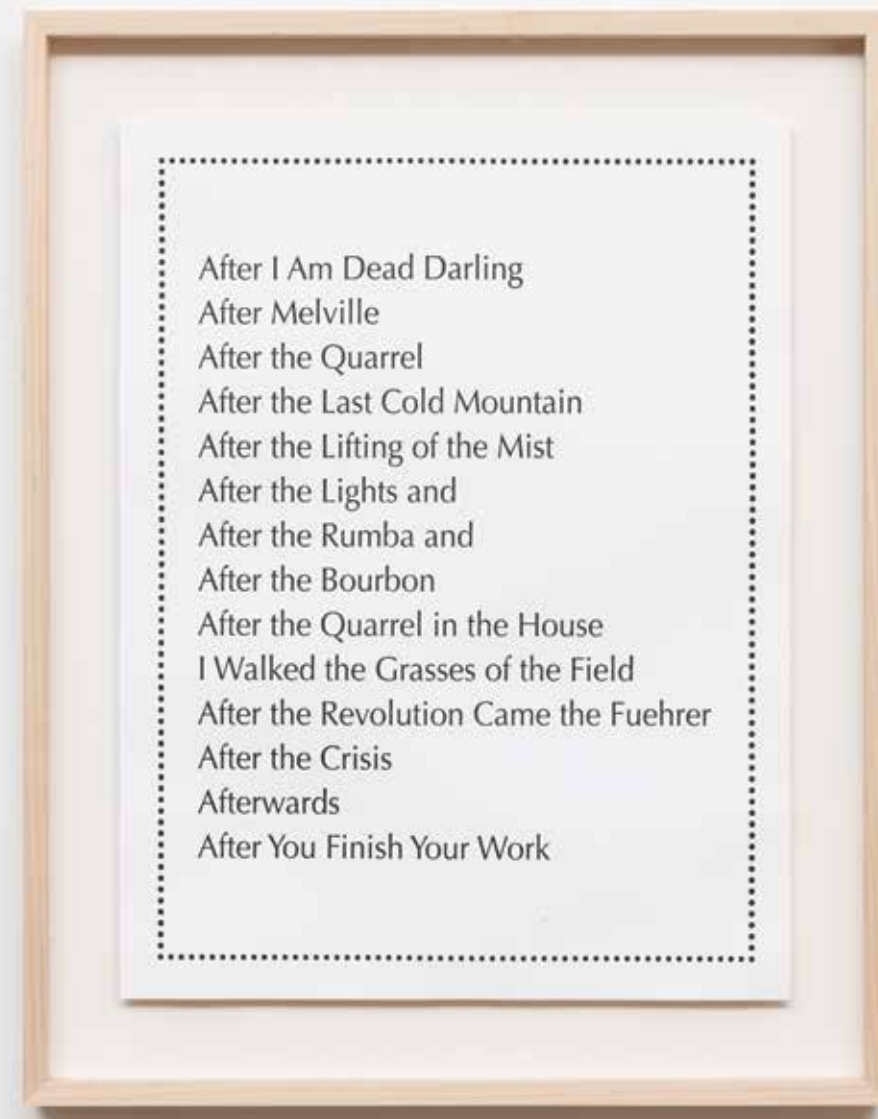 After I Am Dead Darling
After Melville
After the Quarrel
After the Last Cold Mountain
After the Lifting of the Mist
After the Lights and
After the Rumba and
After the Bourbon
After the Quarrel in the House
I Walked the Grasses of the Field
After the Revolution Came the Fuehrer
After the Crisis
Afterwards
After You Finish Your Work